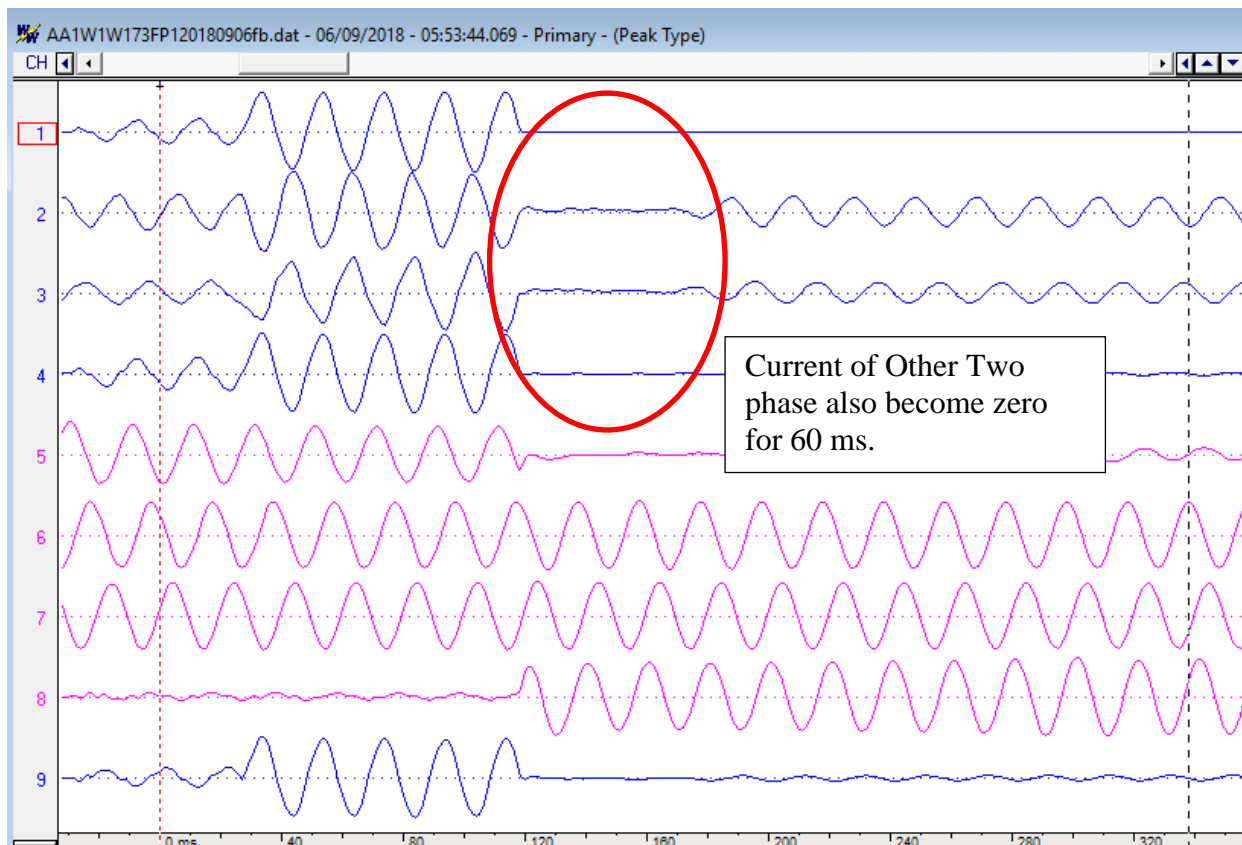 AA1W1W173FP120180906fb.dat - 06/09/2018 - 05:53:44.069 - Primary - (Peak Type)
CH
1
2
3
4
Current of Other Two
phase also become zero
for 60 ms.
5
6
7
8
9
0 ms 40 80 120 160 200 240 280 320